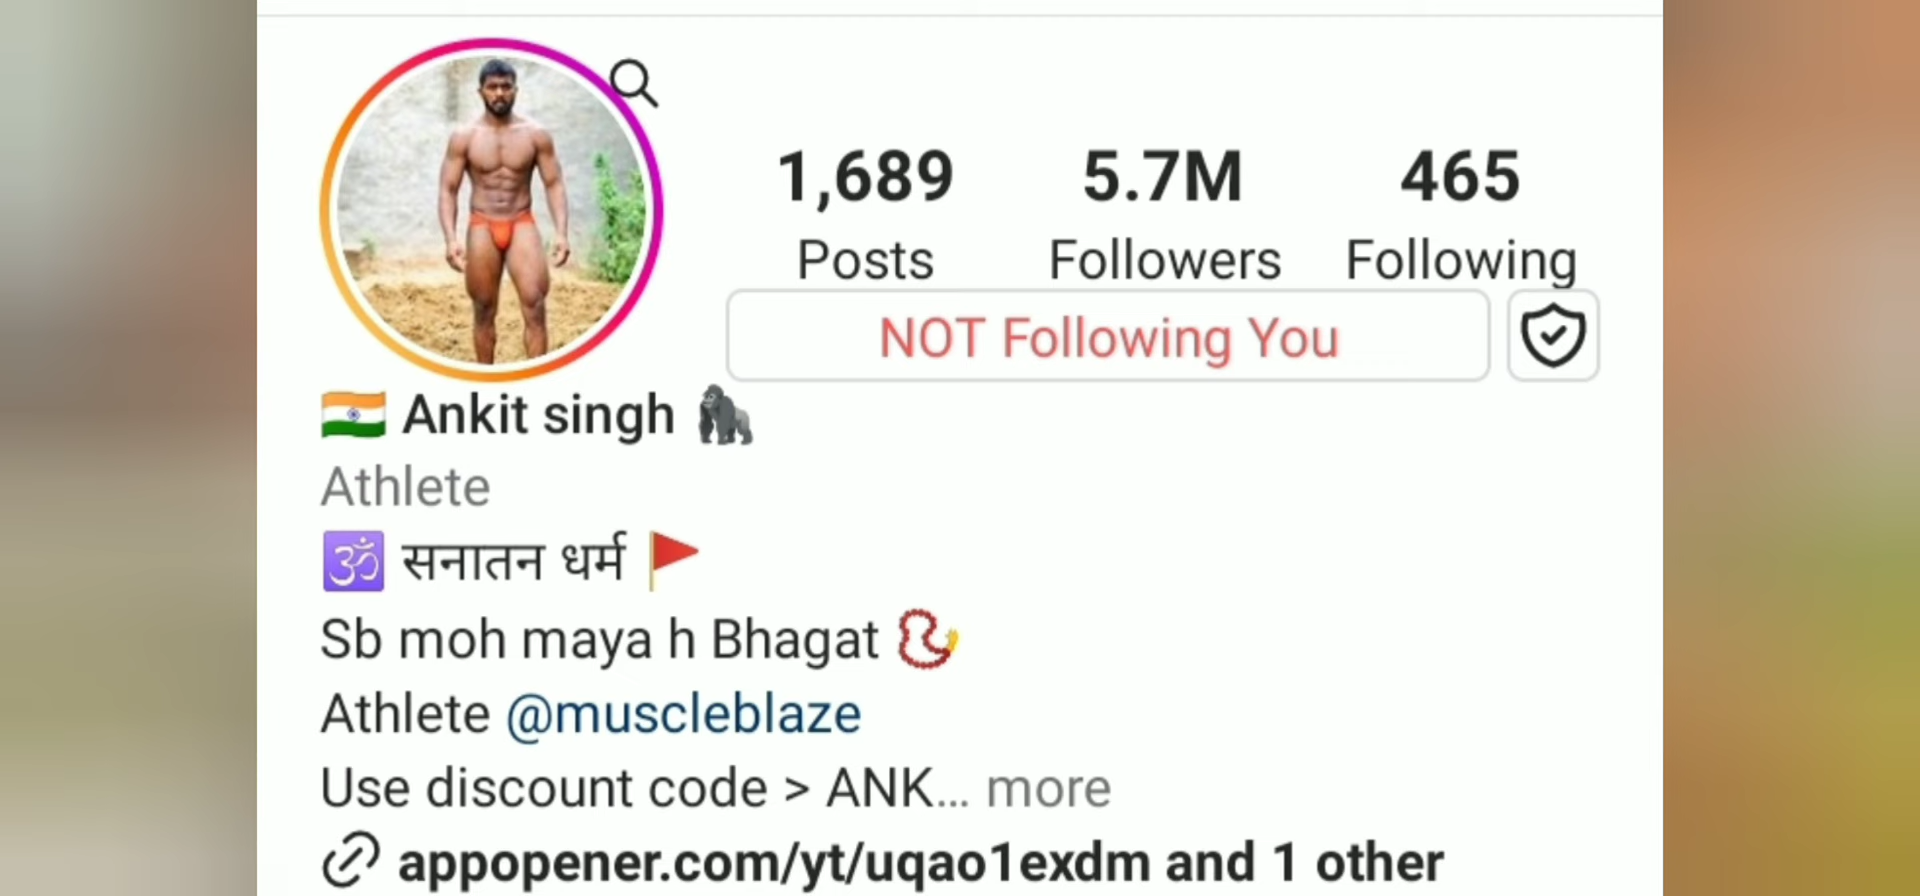 1,689 5.7M 465
Posts Followers Following
NOT Following You
🇮🇳 Ankit singh 🦍
Athlete
🕉 सनातन धर्म 🚩
Sb moh maya h Bhagat 📿
Athlete @muscleblaze
Use discount code > ANK... more
appopener.com/yt/uqao1exdm and 1 other